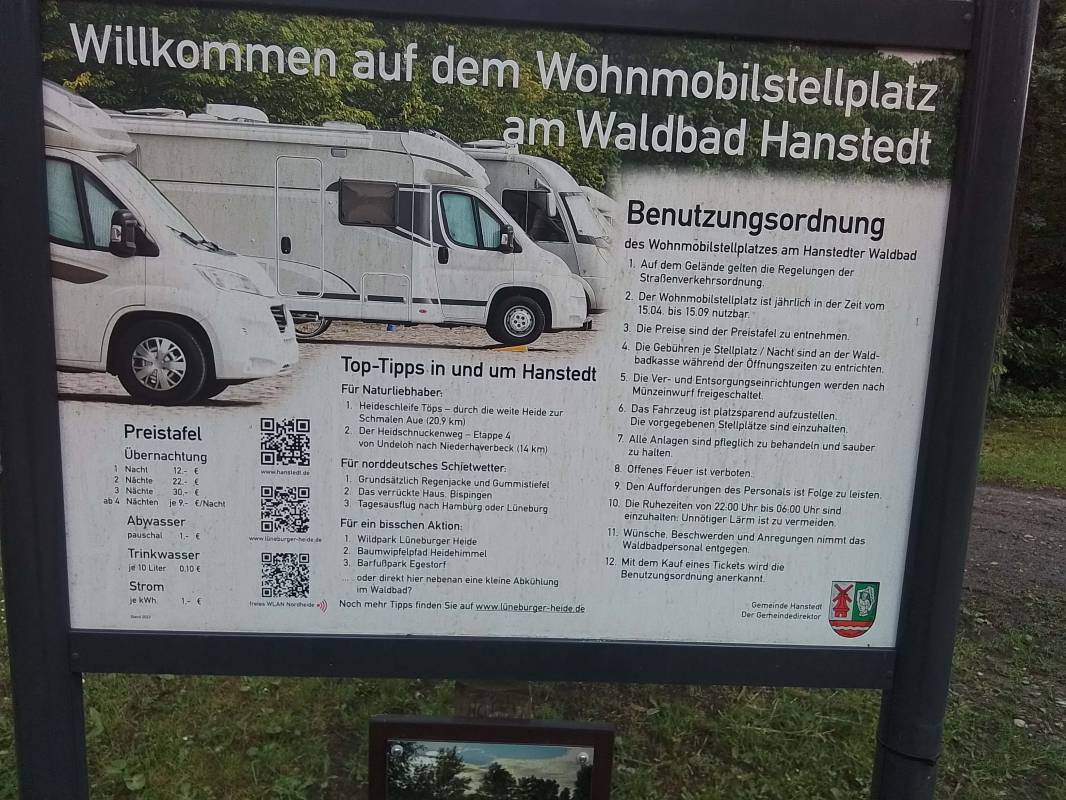 Willkommen auf dem Wohnmobilstellplatz
am Waldbad Hanstedt
Preistafel
Übernachtung
1 Nacht 12.- €
2 Nächte 22.- €
3 Nächte 30,- €
ab 4 Nächten je 9.- €/Nacht
Abwasser
pauschal 1.- €
Trinkwasser
je 10 Liter 0,10 €
Strom
je kWh 1.- €
www.hanstedt.de
www.lüneburger-heide.de
freies WLAN Nordheide
Top-Tipps in und um Hanstedt
Für Naturliebhaber:
1. Heideschleife Töps – durch die weite Heide zur
Schmalen Aue (20,9 km)
2. Der Heidschnuckenweg – Etappe 4
von Undeloh nach Niederhaverbeck (14 km)
Für norddeutsches Schietwetter:
1. Grundsätzlich Regenjacke und Gummistiefel
2. Das verrückte Haus, Bispingen
3. Tagesausflug nach Hamburg oder Lüneburg
Für ein bisschen Aktion:
1. Wildpark Lüneburger Heide
2. Baumwipfelpfad Heidehimmel
3. Barfußpark Egestorf
... oder direkt hier nebenan eine kleine Abkühlung
im Waldbad?
Noch mehr Tipps finden Sie auf www.lüneburger-heide.de
Benutzungsordnung
des Wohnmobilstellplatzes am Hanstedter Waldbad
1. Auf dem Gelände gelten die Regelungen der
Straßenverkehrsordnung.
2. Der Wohnmobilstellplatz ist jährlich in der Zeit vom
15.04. bis 15.09 nutzbar.
3. Die Preise sind der Preistafel zu entnehmen.
4. Die Gebühren je Stellplatz / Nacht sind an der Wald-
badkasse während der Öffnungszeiten zu entrichten.
5. Die Ver- und Entsorgungseinrichtungen werden nach
Münzeinwurf freigeschaltet.
6. Das Fahrzeug ist platzsparend aufzustellen.
Die vorgegebenen Stellplätze sind einzuhalten.
7. Alle Anlagen sind pfleglich zu behandeln und sauber
zu halten.
8. Offenes Feuer ist verboten.
9. Den Aufforderungen des Personals ist Folge zu leisten.
10. Die Ruhezeiten von 22:00 Uhr bis 06:00 Uhr sind
einzuhalten: Unnötiger Lärm ist zu vermeiden.
11. Wünsche, Beschwerden und Anregungen nimmt das
Waldbadpersonal entgegen.
12. Mit dem Kauf eines Tickets wird die
Benutzungsordnung anerkannt.
Gemeinde Hanstedt
Der Gemeindedirektor